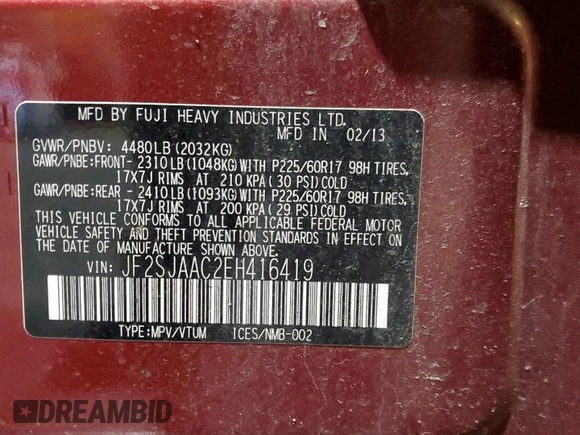 MFD BY FUJI HEAVY INDUSTRIES LTD.
MFD IN 02/13
GVWR/PNBV: 4480LB(2032KG)
GAWR/PNBE:FRONT- 2310LB(1048KG)WITH P225/60R17 98H TIRES,
17X7J RIMS AT 210 KPA(30 PSI)COLD
GAWR/PNBE:REAR - 2410LB(1093KG)WITH P225/60R17 98H TIRES,
17X7J RIMS AT 200 KPA(29 PSI)COLD
THIS VEHICLE CONFORMS TO ALL APPLICABLE FEDERAL MOTOR
VEHICLE SAFETY AND THEFT PREVENTION STANDARDS IN EFFECT
ON THE DATE OF MANUFACTURE SHOWN ABOVE.
VIN: JF2SJAAC2EH416419
TYPE:MPV/VTUM ICES/NMB-002
DREAMBID